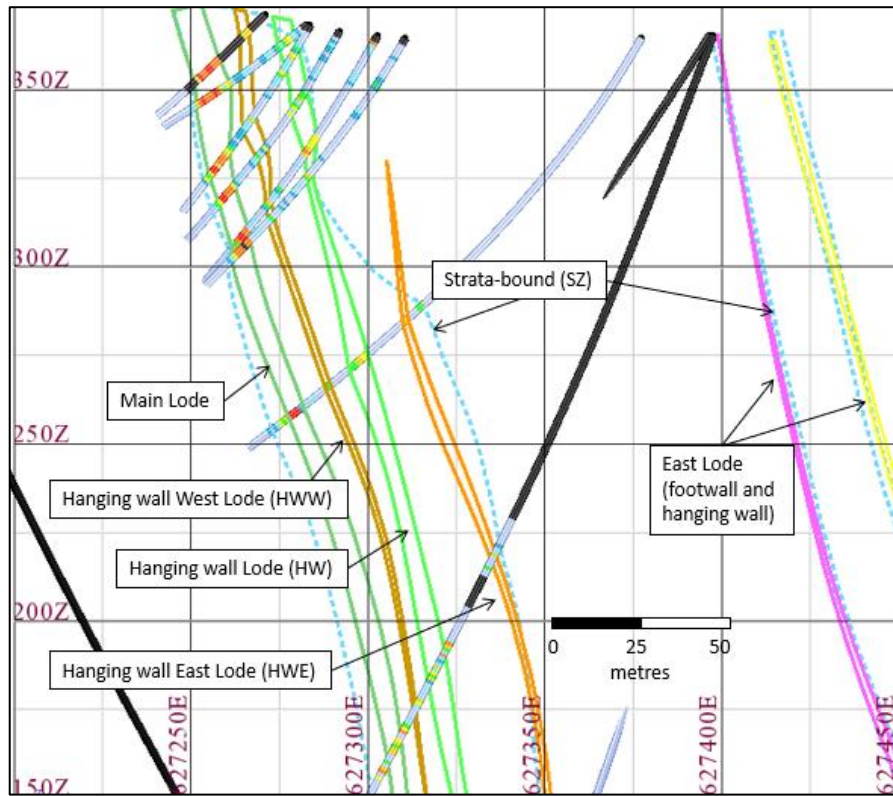 350Z
300Z
Strata-bound (SZ)
Main Lode
250Z
East Lode
(footwall and
hanging wall)
Hanging wall West Lode (HWW)
Hanging wall Lode (HW)
200Z
0 25 50
metres
Hanging wall East Lode (HWE)
150Z
627250E
627300E
627350E
627400E
627450E